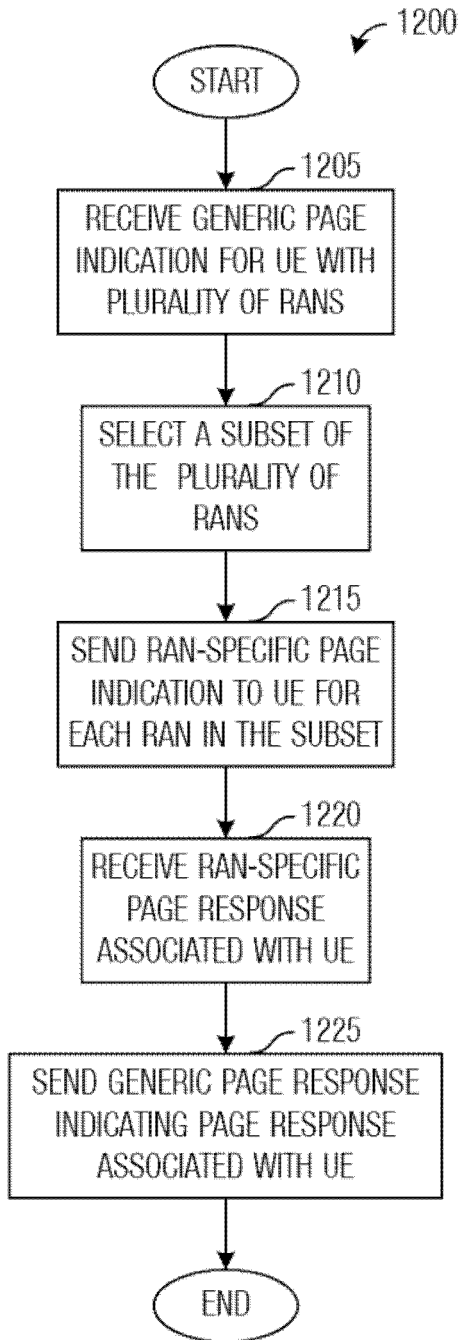 1200
START
1205
RECEIVE GENERIC PAGE
INDICATION FOR UE WITH
PLURALITY OF RANS
1210
SELECT A SUBSET OF
THE PLURALITY OF
RANS
1215
SEND RAN-SPECIFIC PAGE
INDICATION TO UE FOR
EACH RAN IN THE SUBSET
1220
RECEIVE RAN-SPECIFIC
PAGE RESPONSE
ASSOCIATED WITH UE
1225
SEND GENERIC PAGE RESPONSE
INDICATING PAGE RESPONSE
ASSOCIATED WITH UE
END